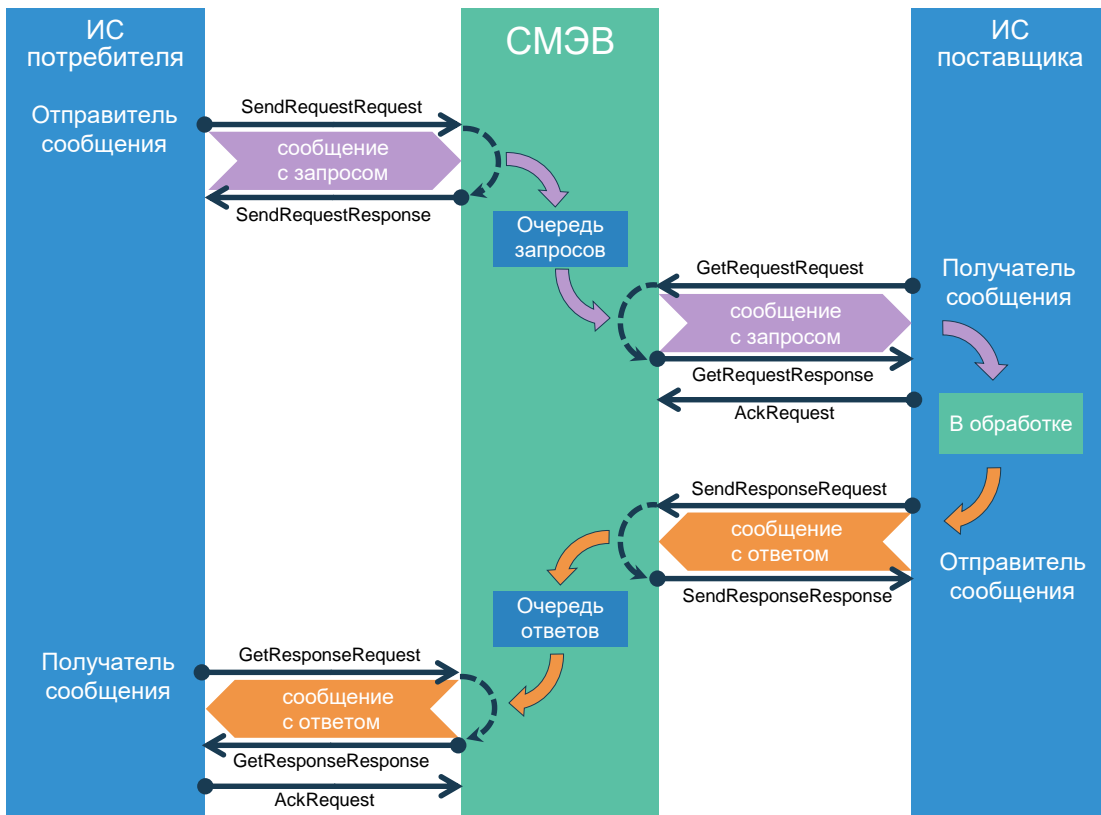 ИС
потребителя
СМЭВ
ИС
поставщика
Отправитель
сообщения
SendRequestRequest
сообщение
с запросом
SendRequestResponse
Очередь
запросов
GetRequestRequest
Получатель
сообщения
сообщение
с запросом
GetRequestResponse
AckRequest
В обработке
SendResponseRequest
сообщение
с ответом
Отправитель
сообщения
SendResponseResponse
Очередь
ответов
Получатель
сообщения
GetResponseRequest
сообщение
с ответом
GetResponseResponse
AckRequest